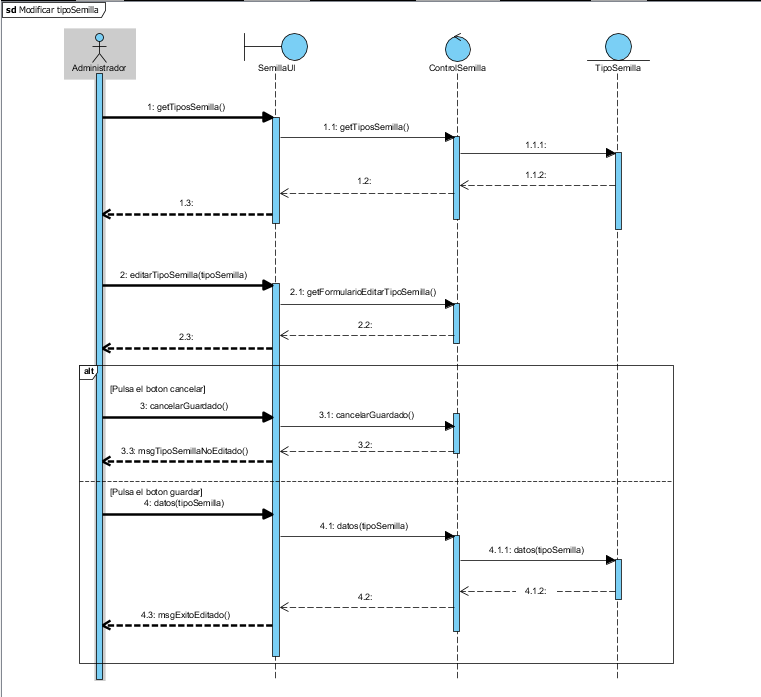 sd Modificar tipoSemilla
Administrador
SemillaUI
ControlSemilla
TipoSemilla
1: getTiposSemilla()
1.1: getTiposSemilla()
1.1.1:
1.1.2:
1.2:
1.3:
2: editarTipoSemilla(tipoSemilla)
2.1: getFormularioEditarTipoSemilla()
2.2:
2.3:
alt
[Pulsa el boton cancelar]
3: cancelarGuardado()
3.1: cancelarGuardado()
3.2:
3.3: msgTipoSemillaNoEditado()
[Pulsa el boton guardar]
4: datos(tipoSemilla)
4.1: datos(tipoSemilla)
4.1.1: datos(tipoSemilla)
4.1.2:
4.2:
4.3: msgExitoEditado()